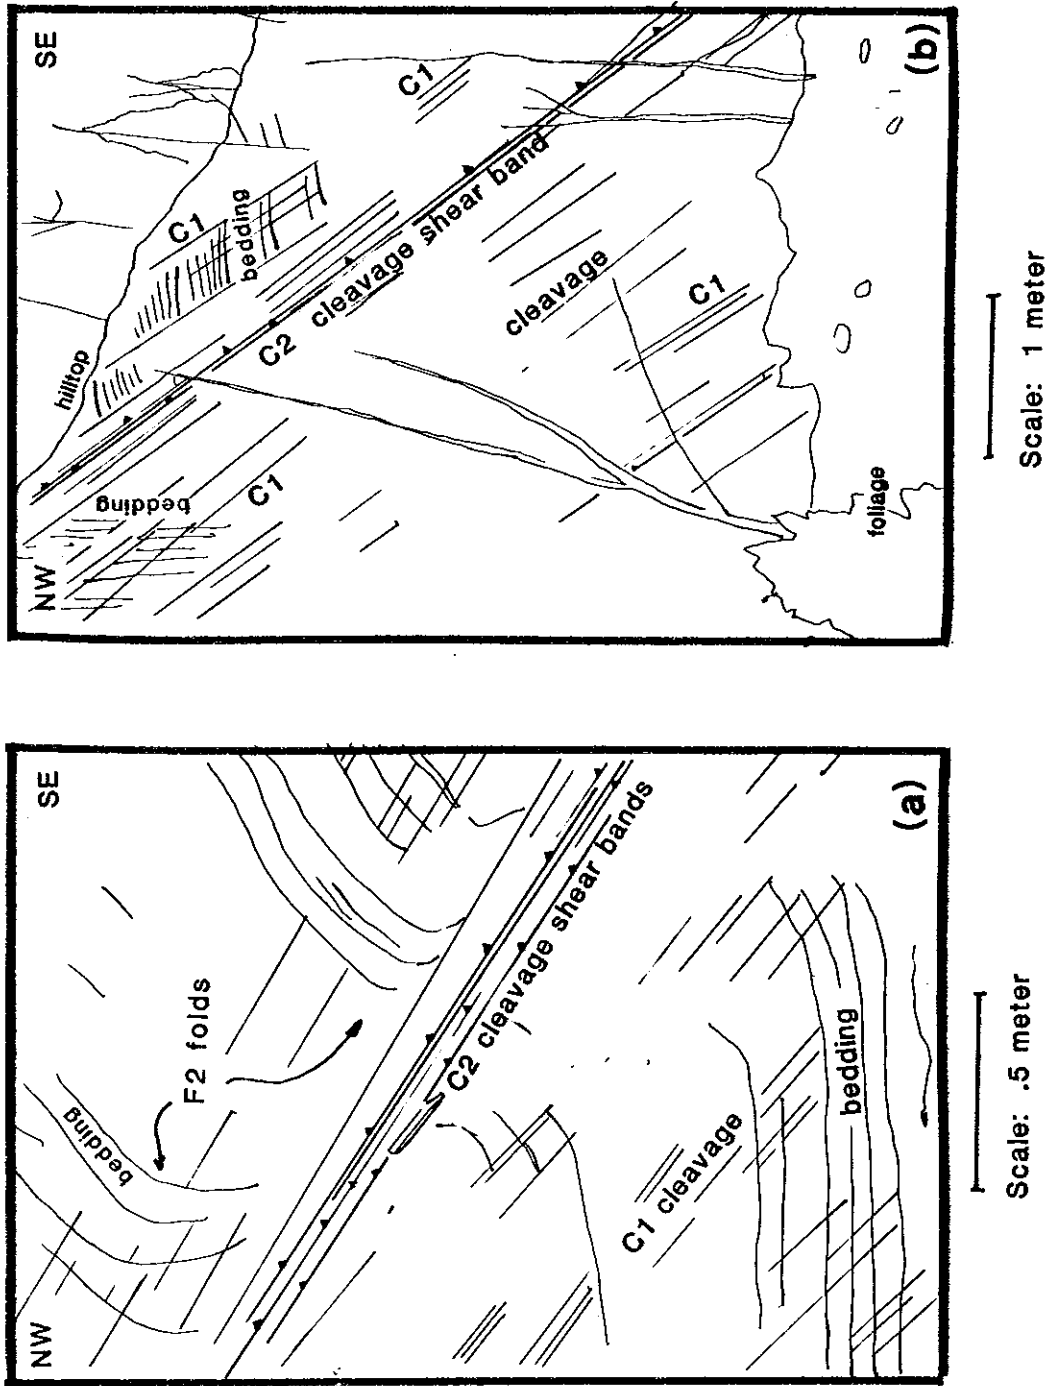 NW
SE
bedding
F2 folds
C2 cleavage shear bands
C1 cleavage
bedding
(a)
Scale: .5 meter
NW
SE
hilltop
C1
bedding
C1
bedding
C1
C2 cleavage shear band
cleavage
C1
foliage
(b)
Scale: 1 meter